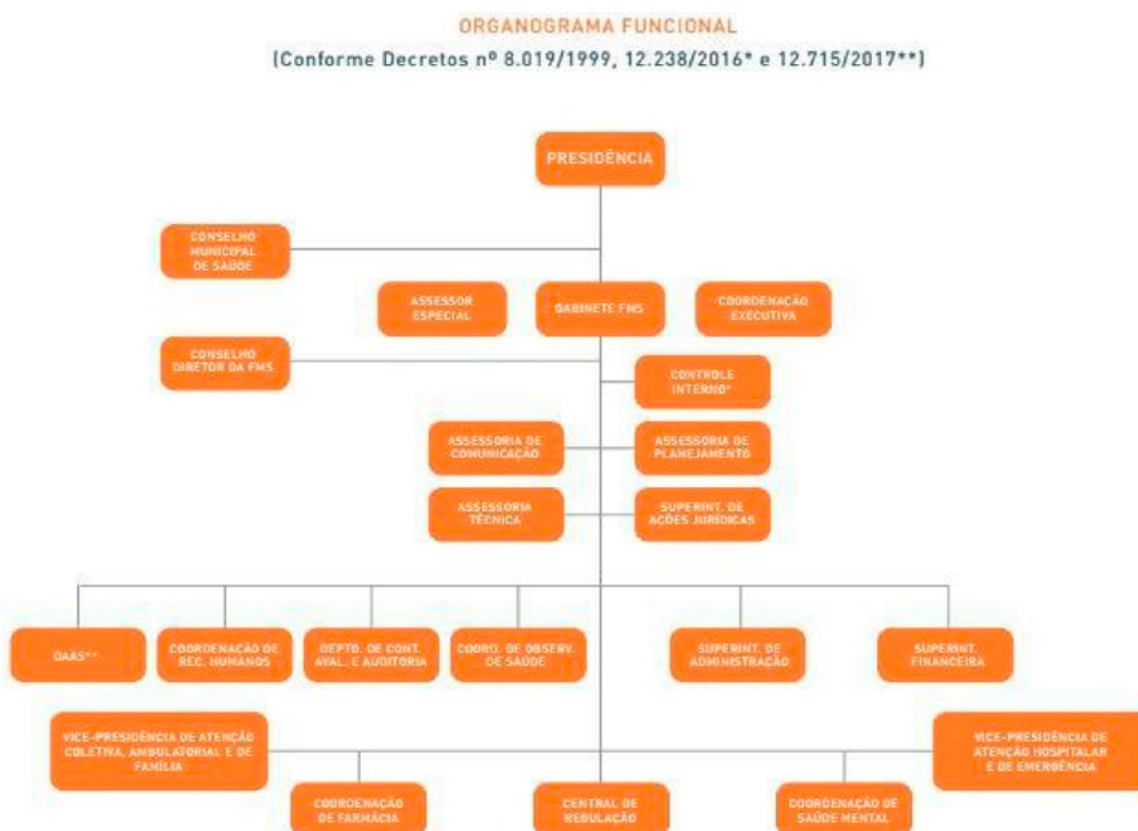 ORGANOGRAMA FUNCIONAL
(Conforme Decretos nº 8.019/1999, 12.238/2016* e 12.715/2017**)
PRESIDÊNCIA
CONSELHO
MUNICIPAL
DE SAÚDE
ASSESSOR
ESPECIAL
GABINETE FMS
COORDENAÇÃO
EXECUTIVA
CONSELHO
DIRETOR DA FMS
CONTROLE
INTERNO*
ASSESSORIA DE
COMUNICAÇÃO
ASSESSORIA DE
PLANEJAMENTO
ASSESSORIA
TÉCNICA
SUPERINT. DE
AÇÕES JURÍDICAS
DAAS**
COORDENAÇÃO DE
REC. HUMANOS
DEPTO. DE CONT.
AVAL. E AUDITORIA
COORD. DE OBSERV.
DE SAÚDE
SUPERINT. DE
ADMINISTRAÇÃO
SUPERINT.
FINANCEIRA
VICE-PRESIDÊNCIA DE ATENÇÃO
COLETIVA, AMBULATORIAL E DE
FAMÍLIA
VICE-PRESIDÊNCIA DE
ATENÇÃO HOSPITALAR
E DE EMERGÊNCIA
COORDENAÇÃO
DE FARMÁCIA
CENTRAL DE
REGULAÇÃO
COORDENAÇÃO DE
SAÚDE MENTAL